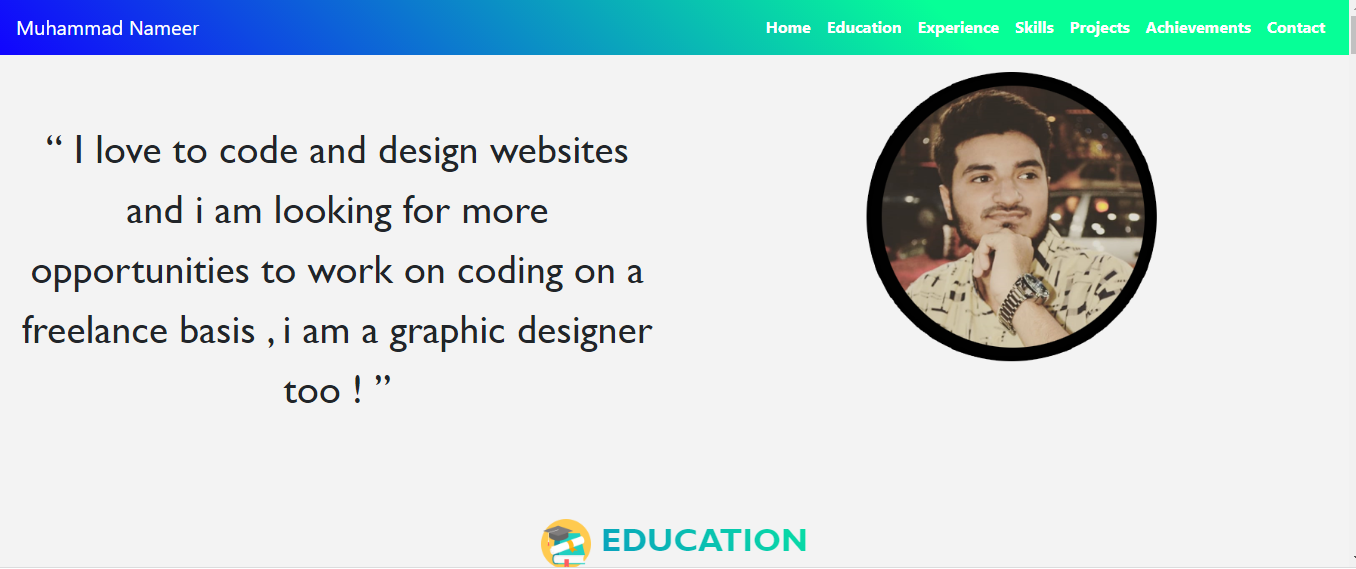 Muhammad Nameer
Home Education Experience Skills Projects Achievements Contact
“ I love to code and design websites
and i am looking for more
opportunities to work on coding on a
freelance basis , i am a graphic designer
too ! ”
EDUCATION